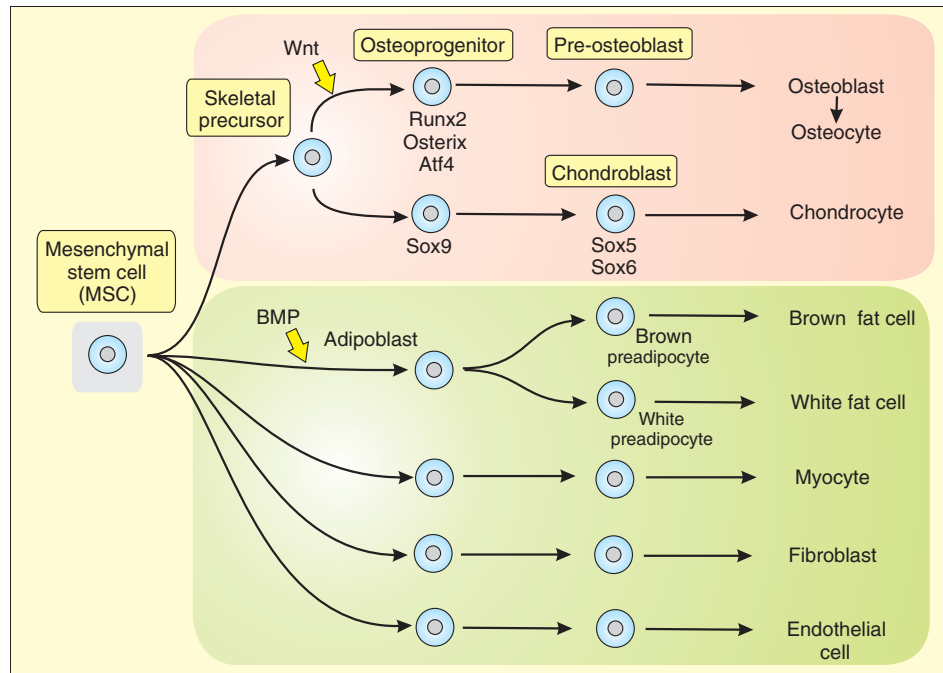 Wnt
Osteoprogenitor
Pre-osteoblast
Skeletal
precursor
Runx2
Osterix
Atf4
Osteoblast
Osteocyte
Chondroblast
Sox9
Sox5
Sox6
Chondrocyte
Mesenchymal
stem cell
(MSC)
BMP
Adipoblast
Brown
preadipocyte
Brown fat cell
White
preadipocyte
White fat cell
Myocyte
Fibroblast
Endothelial
cell